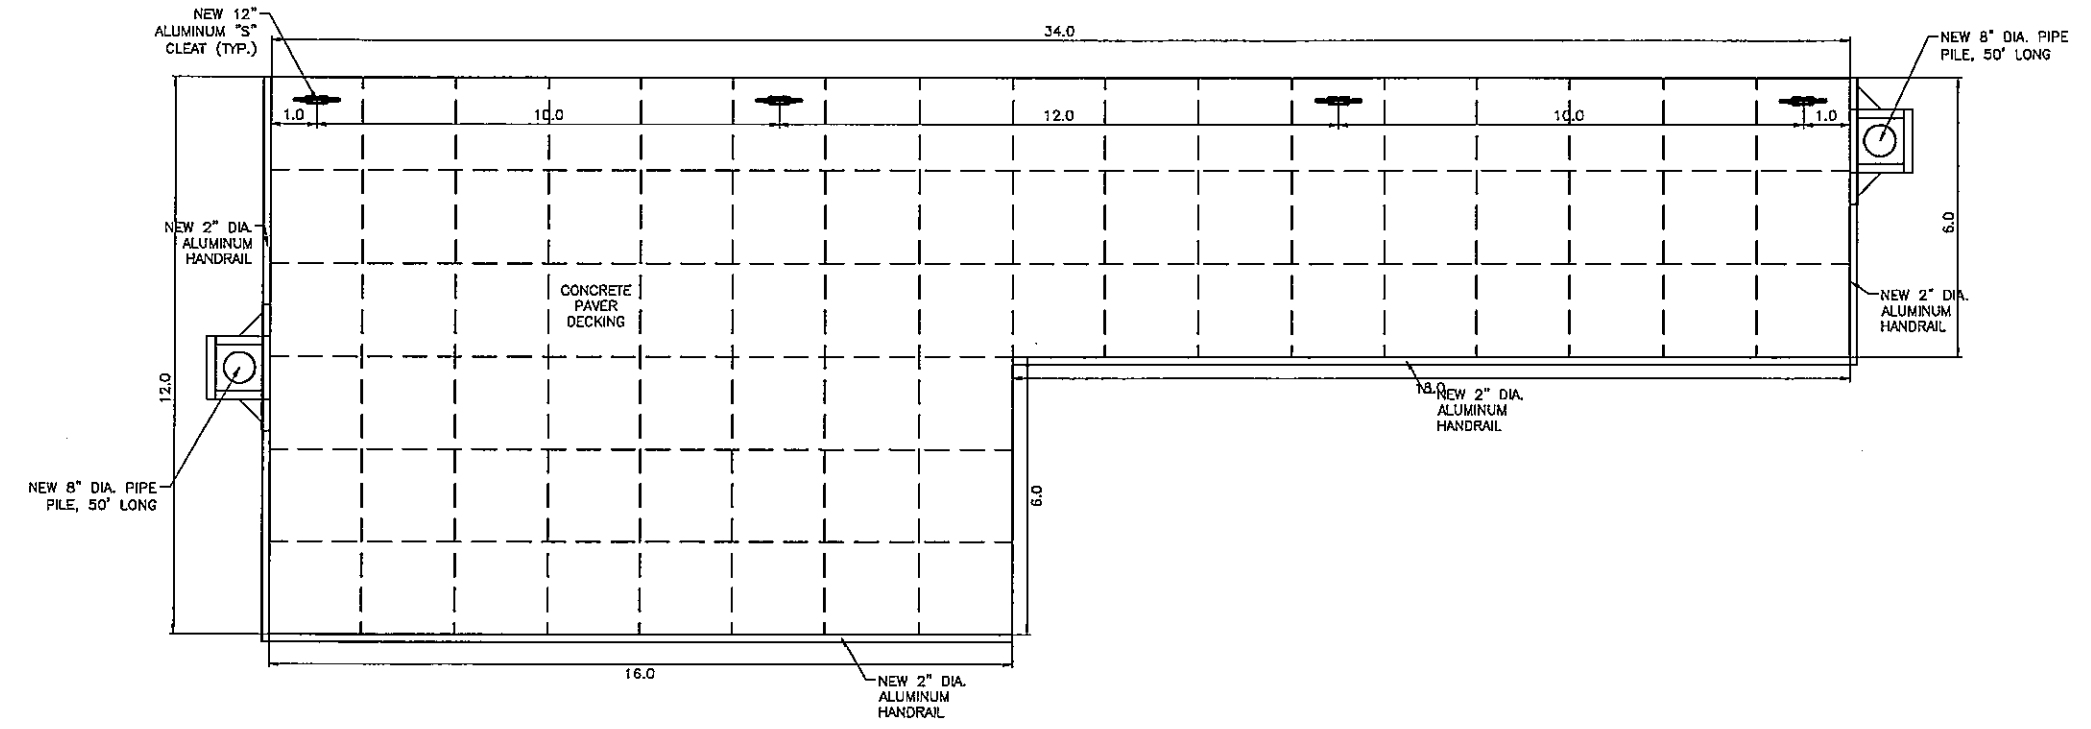 NEW 12"
ALUMINUM "S"
CLEAT (TYP.)
34.0
NEW 8" DIA. PIPE
PILE, 50' LONG
1.0
10.0
12.0
10.0
1.0
NEW 2" DIA.
ALUMINUM
HANDRAIL
6.0
CONCRETE
PAVER
DECKING
NEW 2" DIA.
ALUMINUM
HANDRAIL
12.0
18.0
NEW 2" DIA.
ALUMINUM
HANDRAIL
NEW 8" DIA. PIPE
PILE, 50' LONG
6.0
16.0
NEW 2" DIA.
ALUMINUM
HANDRAIL